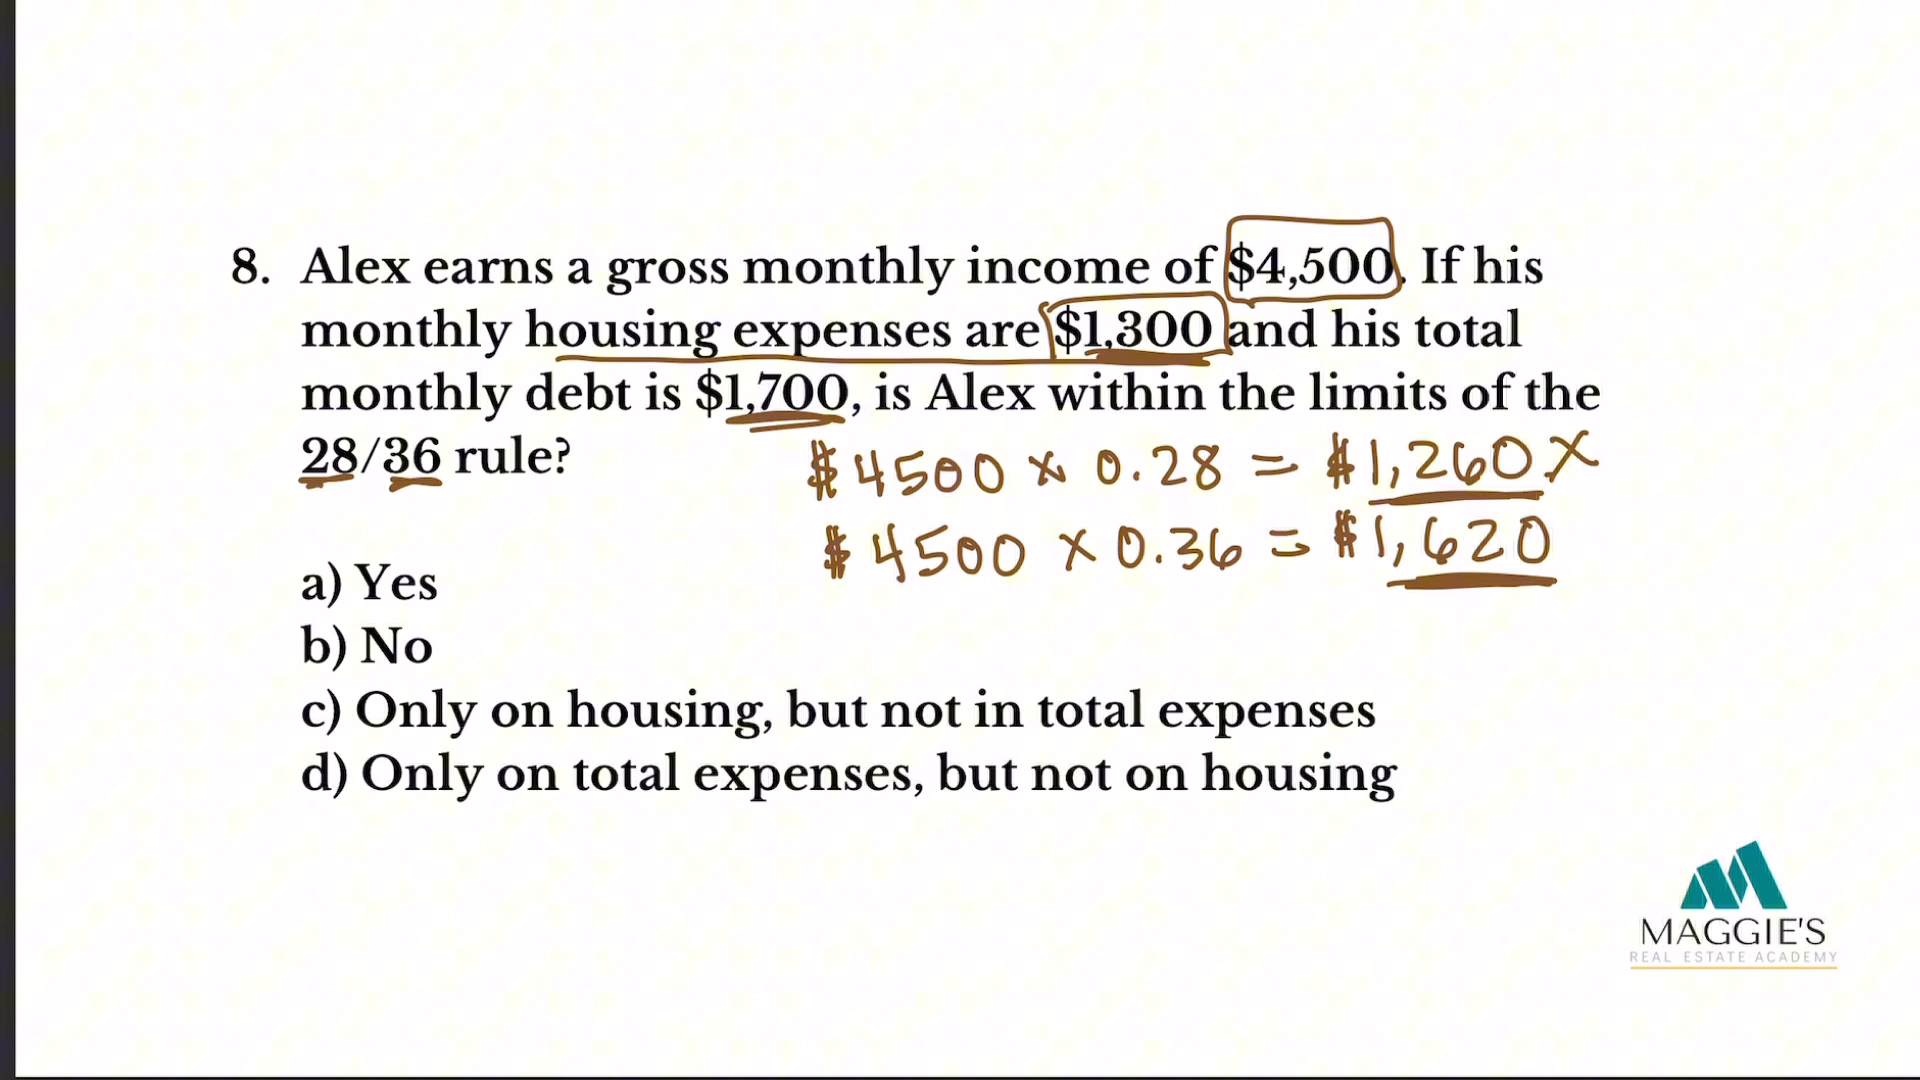 8. Alex earns a gross monthly income of $4,500. If his
monthly housing expenses are $1,300 and his total
monthly debt is $1,700, is Alex within the limits of the
28/36 rule?
$4500 x 0.28 = $1,260 X
$4500 x 0.36 = $1,620
a) Yes
b) No
c) Only on housing, but not in total expenses
d) Only on total expenses, but not on housing
MAGGIE'S
REAL ESTATE ACADEMY